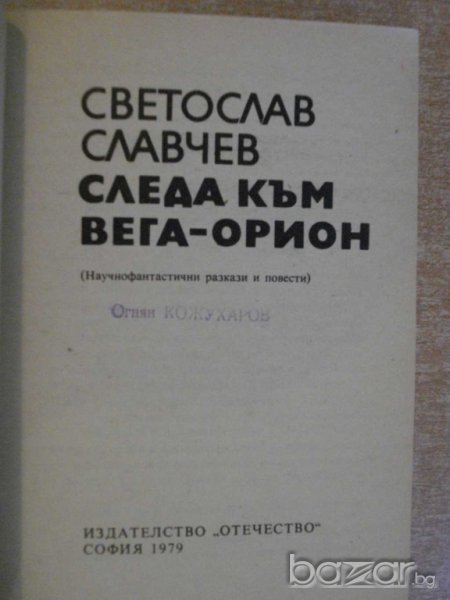 СВЕТОСЛАВ
СЛАВЧЕВ
СЛЕДА КЪМ
ВЕГА-ОРИОН
(Научнофантастични разкази и повести)
Огнян КОЖУХАРОВ
ИЗДАТЕЛСТВО „ОТЕЧЕСТВО“
СОФИЯ 1979
bazar.bg